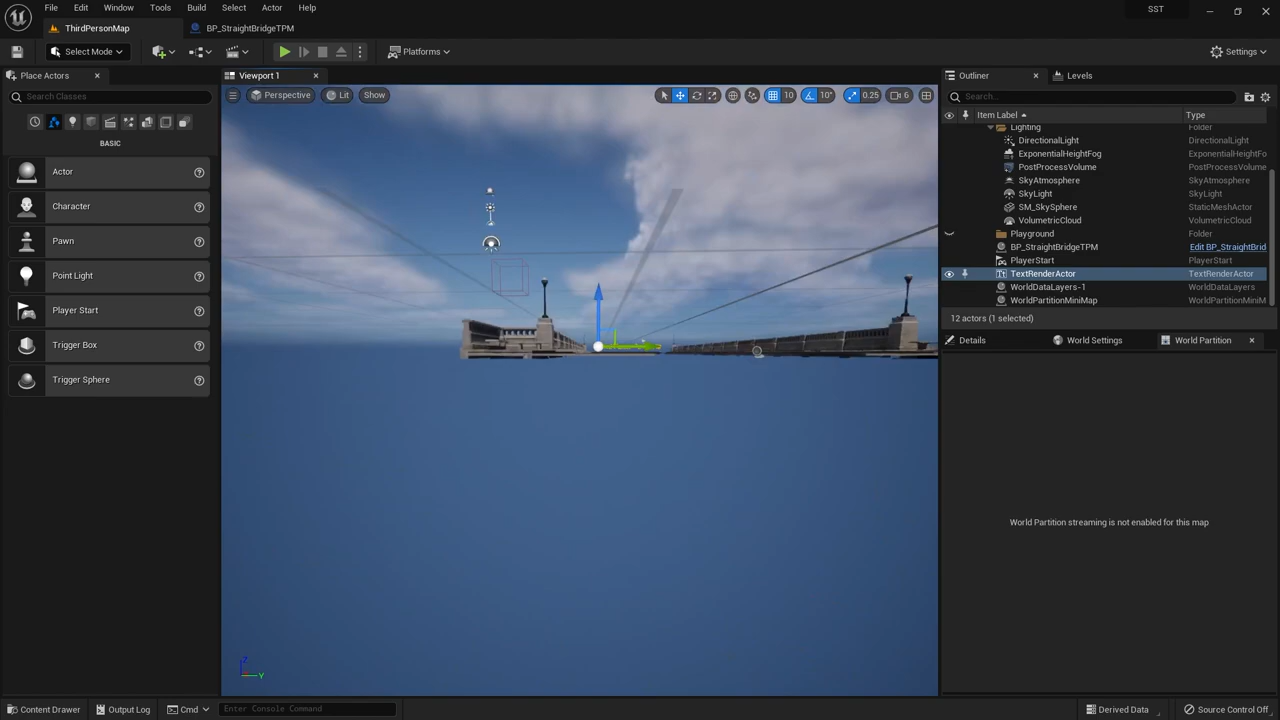 File Edit Window Tools Build Select Actor Help SST
ThirdPersonMap BP_StraightBridgeTPM
Select Mode Platforms Settings
Place Actors
Search Classes
BASIC
Actor
Character
Pawn
Point Light
Player Start
Trigger Box
Trigger Sphere
Viewport 1
Perspective Lit Show 10 10° 0.25 6
Outliner Levels
Search...
Item Label Type
Lighting Folder
DirectionalLight DirectionalLight
ExponentialHeightFog ExponentialHeightFo
PostProcessVolume PostProcessVolume
SkyAtmosphere SkyAtmosphere
SkyLight SkyLight
SM_SkySphere StaticMeshActor
VolumetricCloud VolumetricCloud
Playground Folder
BP_StraightBridgeTPM Edit BP_StraightBrid
PlayerStart PlayerStart
TextRenderActor TextRenderActor
WorldDataLayers-1 WorldDataLayers
WorldPartitionMiniMap WorldPartitionMiniM
12 actors (1 selected)
Details World Settings World Partition
World Partition streaming is not enabled for this map
Z
Y
Content Drawer Output Log Cmd Enter Console Command Derived Data Source Control Off